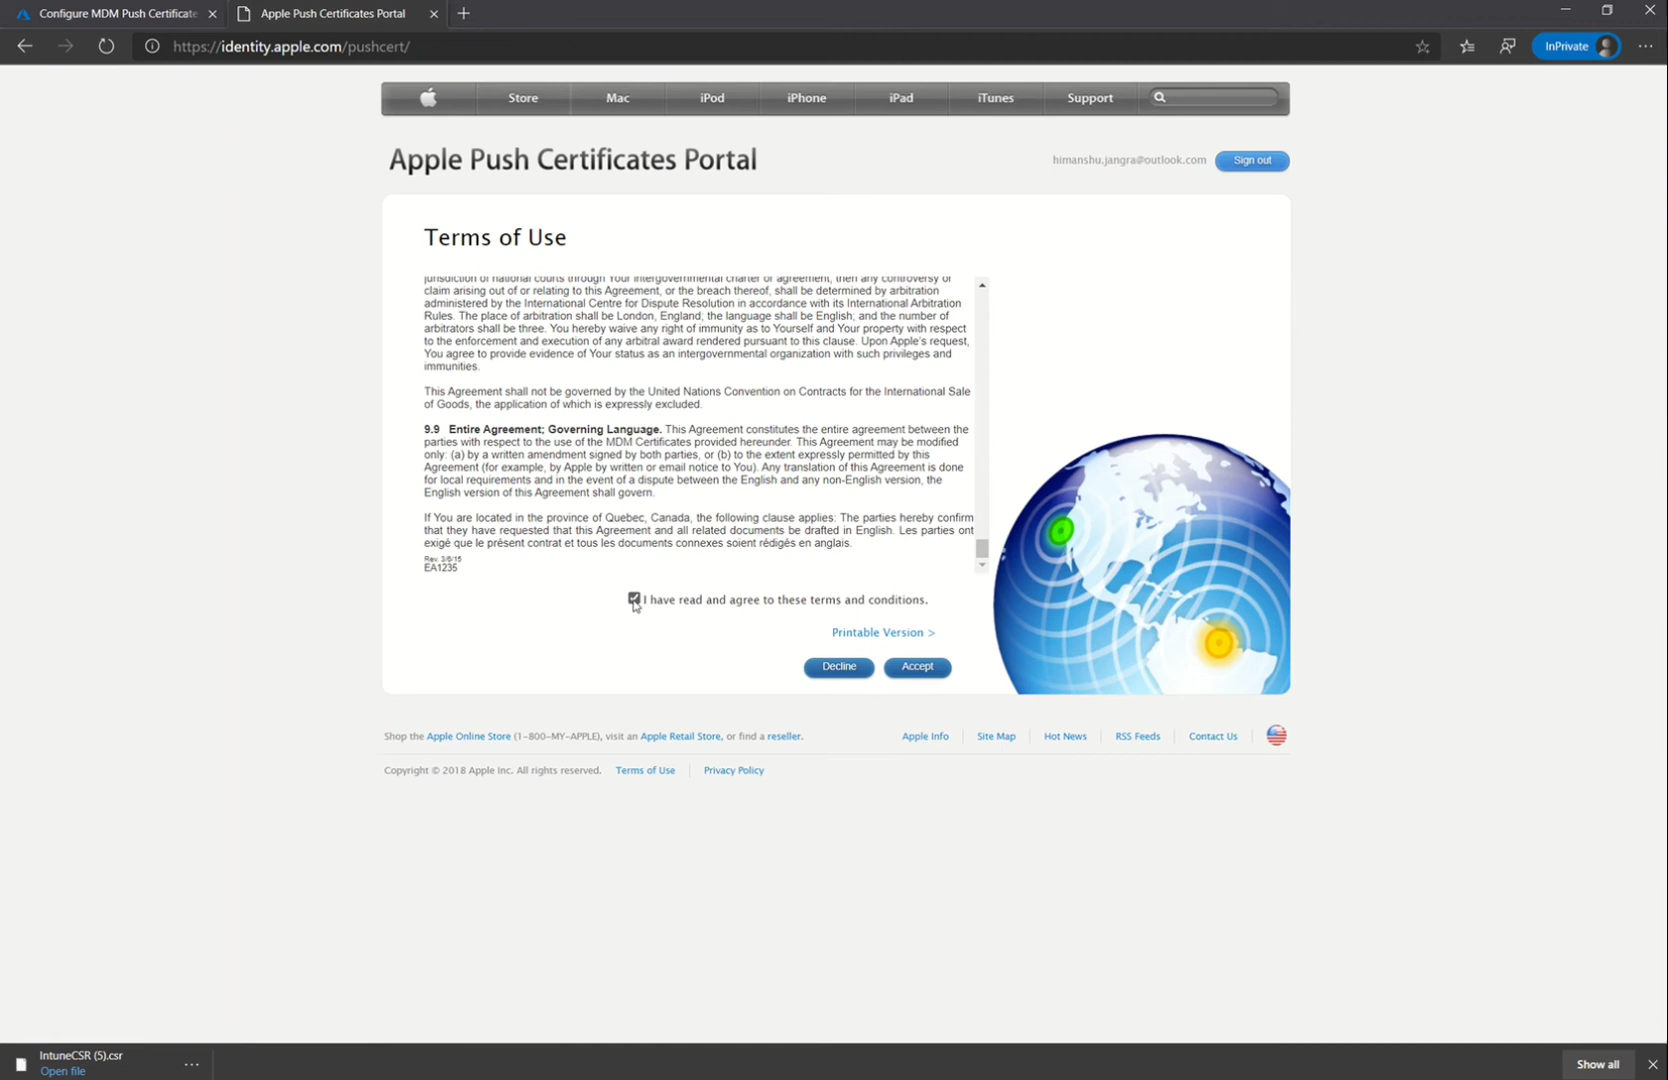 Configure MDM Push Certificate
Apple Push Certificates Portal
https://identity.apple.com/pushcert/
InPrivate
Store
Mac
iPod
iPhone
iPad
iTunes
Support
Apple Push Certificates Portal
himanshu.jangra@outlook.com
Sign out
Terms of Use
jurisdiction of national courts through Your intergovernmental charter or agreement, then any controversy or
claim arising out of or relating to this Agreement, or the breach thereof, shall be determined by arbitration
administered by the International Centre for Dispute Resolution in accordance with its International Arbitration
Rules. The place of arbitration shall be London, England; the language shall be English; and the number of
arbitrators shall be three. You hereby waive any right of immunity as to Yourself and Your property with respect
to the enforcement and execution of any arbitral award rendered pursuant to this clause. Upon Apple's request,
You agree to provide evidence of Your status as an intergovernmental organization with such privileges and
immunities.
This Agreement shall not be governed by the United Nations Convention on Contracts for the International Sale
of Goods, the application of which is expressly excluded.
9.9 Entire Agreement; Governing Language. This Agreement constitutes the entire agreement between the
parties with respect to the use of the MDM Certificates provided hereunder. This Agreement may be modified
only: (a) by a written amendment signed by both parties, or (b) to the extent expressly permitted by this
Agreement (for example, by Apple by written or email notice to You). Any translation of this Agreement is done
for local requirements and in the event of a dispute between the English and any non-English version, the
English version of this Agreement shall govern.
If You are located in the province of Quebec, Canada, the following clause applies: The parties hereby confirm
that they have requested that this Agreement and all related documents be drafted in English. Les parties ont
exigé que le présent contrat et tous les documents connexes soient rédigés en anglais.
Rev. 3/6/15
EA1235
I have read and agree to these terms and conditions.
Printable Version >
Decline
Accept
Shop the Apple Online Store (1-800-MY-APPLE), visit an Apple Retail Store, or find a reseller.
Apple Info
Site Map
Hot News
RSS Feeds
Contact Us
Copyright © 2018 Apple Inc. All rights reserved.
Terms of Use
Privacy Policy
IntuneCSR (5).csr
Open file
Show all